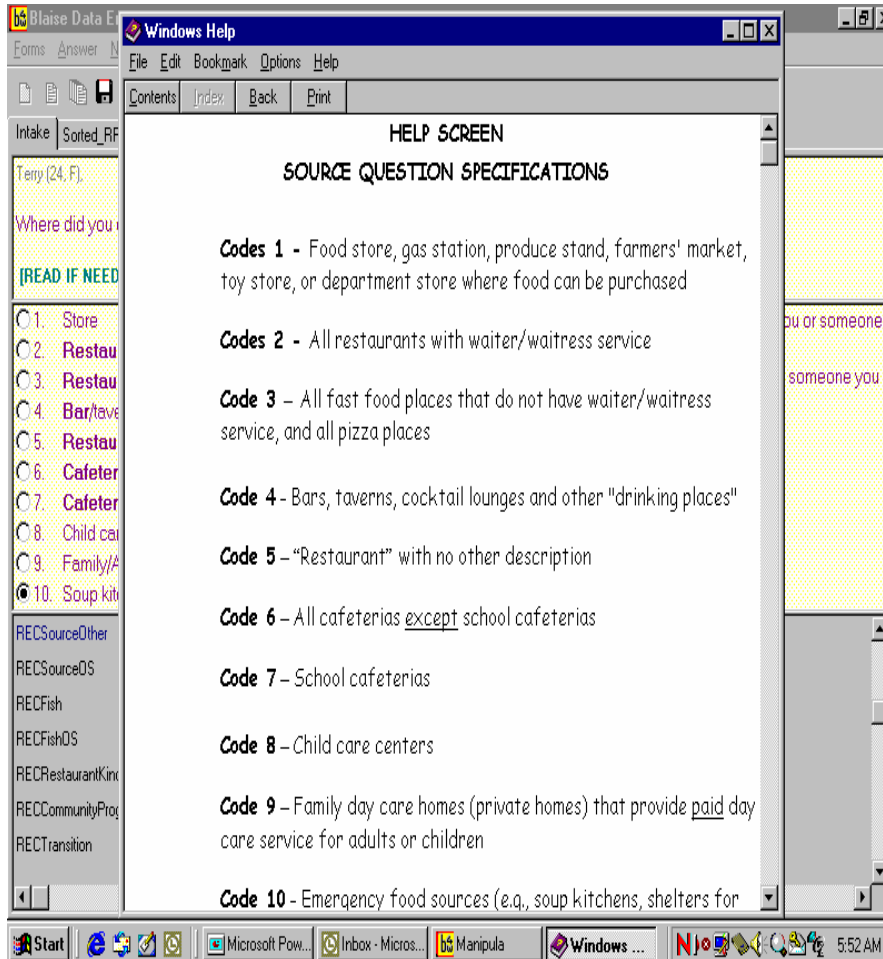 Blaise Data E
Windows Help
Forms Answer N
File Edit Bookmark Options Help
Contents Index Back Print
Intake Sorted_RF
HELP SCREEN
SOURCE QUESTION SPECIFICATIONS
Terry (24, F),
Where did you
[READ IF NEED
Codes 1 - Food store, gas station, produce stand, farmers' market,
toy store, or department store where food can be purchased
Codes 2 - All restaurants with waiter/waitress service
Code 3 – All fast food places that do not have waiter/waitress
service, and all pizza places
Code 4 - Bars, taverns, cocktail lounges and other "drinking places"
Code 5 – “Restaurant” with no other description
Code 6 – All cafeterias except school cafeterias
Code 7 – School cafeterias
Code 8 – Child care centers
Code 9 – Family day care homes (private homes) that provide paid day
care service for adults or children
Code 10 - Emergency food sources (e.g., soup kitchens, shelters for
1. Store
2. Restau
3. Restau
4. Bar/tave
5. Restau
6. Cafeter
7. Cafeter
8. Child ca
9. Family/A
10. Soup kit
ou or someone
someone you
RECSourceOther
RECSourceOS
RECFish
RECFishOS
RECRestaurantKin
RECCommunityPro
RECTransition
Start Microsoft Pow... Inbox - Micros... Manipula Windows ... 5:52 AM